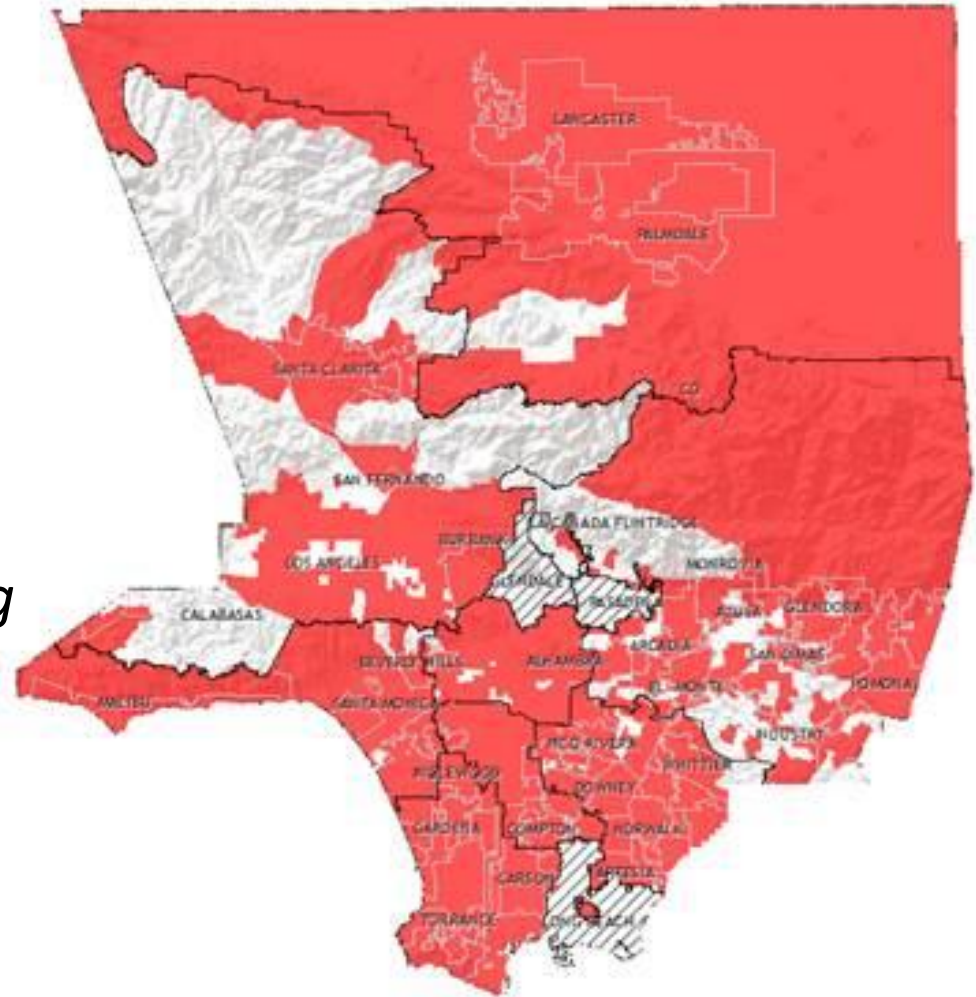 LANCASTER
PALMDALE
SANTA CLARITA
SAN FERNANDO
LA CANADA FLINTRIDGE
BURBANK
MONROVIA
LOS ANGELES
GLENDALE
PASADENA
g
CALABASAS
AZUSA
GLENDORA
ARCADIA
SAN DIMAS
BEVERLY HILLS
ALHAMBRA
EL MONTE
POMONA
MALIBU
SANTA MONICA
INDUSTRY
PICO RIVERA
WHITTIER
INGLEWOOD
DOWNEY
GARDENA
COMPTON
NORWALK
CARSON
ARTESIA
TORRANCE
LONG BEACH